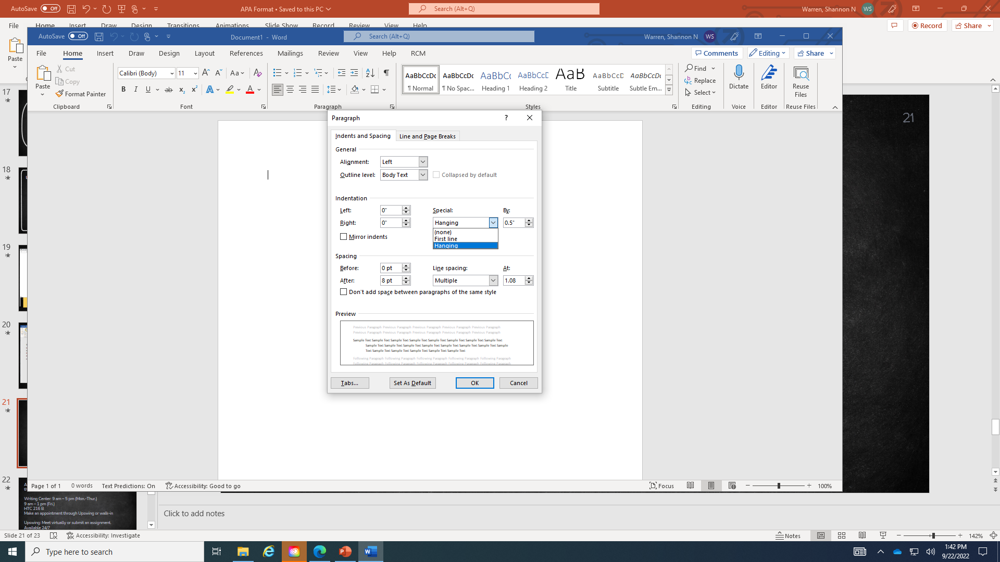 AutoSave Off APA Format • Saved to this PC Search (Alt+Q) Warren, Shannon N WS
File Home Insert Draw Design Transitions Animations Slide Show Record Review View Help Record Share
AutoSave Off Document1 - Word Search (Alt+Q) Warren, Shannon N WS
File Home Insert Draw Design Layout References Mailings Review View Help RCM Comments Editing Share
Paste
Paste
Cut
Copy
Format Painter
Clipboard
Calibri (Body) 11 Aa
B I U ab x₂ x² A A
Font
Paragraph
AaBbCcDc AaBbCcDc AaBbCc AaBbCcD AaB AaBbCcD AaBbCcDc
¶ Normal ¶ No Spac... Heading 1 Heading 2 Title Subtitle Subtle Em...
Styles
Find
Replace
Select
Editing
Dictate
Voice
Editor
Editor
Reuse
Files
Reuse Files
17
18
19
20
21
22
21
Paragraph ?
Indents and Spacing Line and Page Breaks
General
Alignment: Left
Outline level: Body Text Collapsed by default
Indentation
Left: 0" Special: By:
Right: 0" Hanging 0.5"
(none)
First line
Hanging
Mirror indents
Spacing
Before: 0 pt Line spacing: At:
After: 8 pt Multiple 1.08
Don't add space between paragraphs of the same style
Preview
Previous Paragraph Previous Paragraph Previous Paragraph Previous Paragraph Previous Paragraph
Previous Paragraph Previous Paragraph Previous Paragraph Previous Paragraph Previous Paragraph
Sample Text Sample Text Sample Text Sample Text Sample Text Sample Text Sample Text Sample Text
Sample Text Sample Text Sample Text Sample Text Sample Text Sample Text Sample Text Sample
Text Sample Text Sample Text Sample Text Sample Text Sample Text
Following Paragraph Following Paragraph Following Paragraph Following Paragraph Following Paragraph
Following Paragraph Following Paragraph Following Paragraph Following Paragraph Following Paragraph
Tabs... Set As Default OK Cancel
Page 1 of 1 0 words Text Predictions: On Accessibility: Good to go Focus 100%
Writing Center: 9 am – 5 pm (Mon.-Thur.)
9 am – 1 pm (Fri.)
HTC 216 B
Make an appointment through Upswing or walk-in
Upswing: Meet virtually or submit an assignment.
Available 24/7
Click to add notes
Slide 21 of 23 Accessibility: Investigate Notes 142%
Type here to search
1:42 PM
9/22/2022